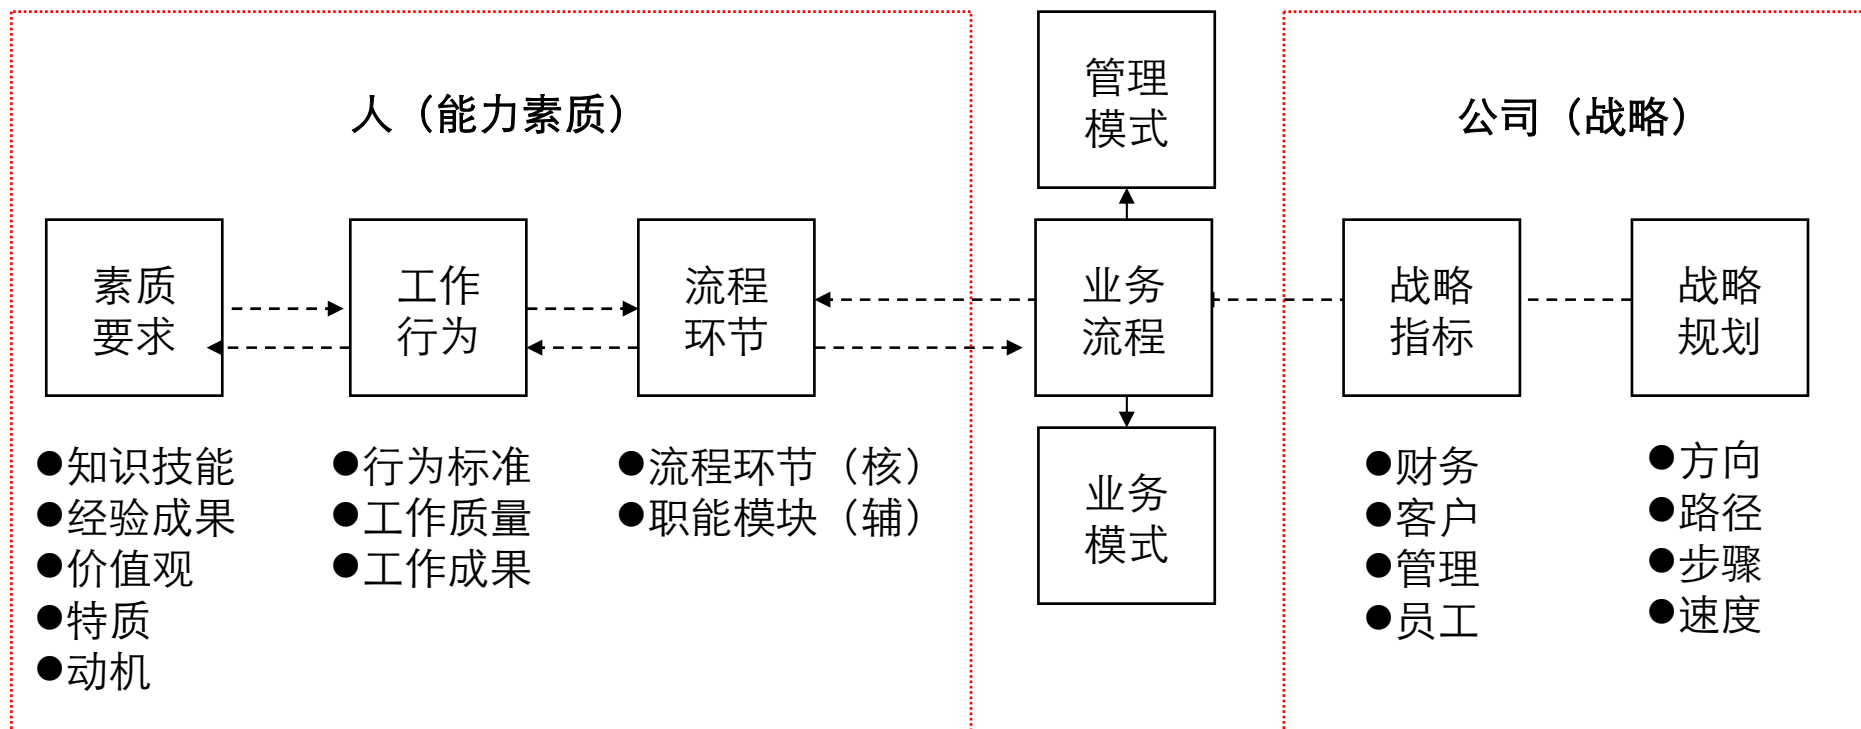 人（能力素质）
素质
要求
工作
行为
流程
环节
●知识技能
●经验成果
●价值观
●特质
●动机
●行为标准
●工作质量
●工作成果
●流程环节（核）
●职能模块（辅）
管理
模式
业务
流程
业务
模式
公司（战略）
战略
指标
战略
规划
●财务
●客户
●管理
●员工
●方向
●路径
●步骤
●速度